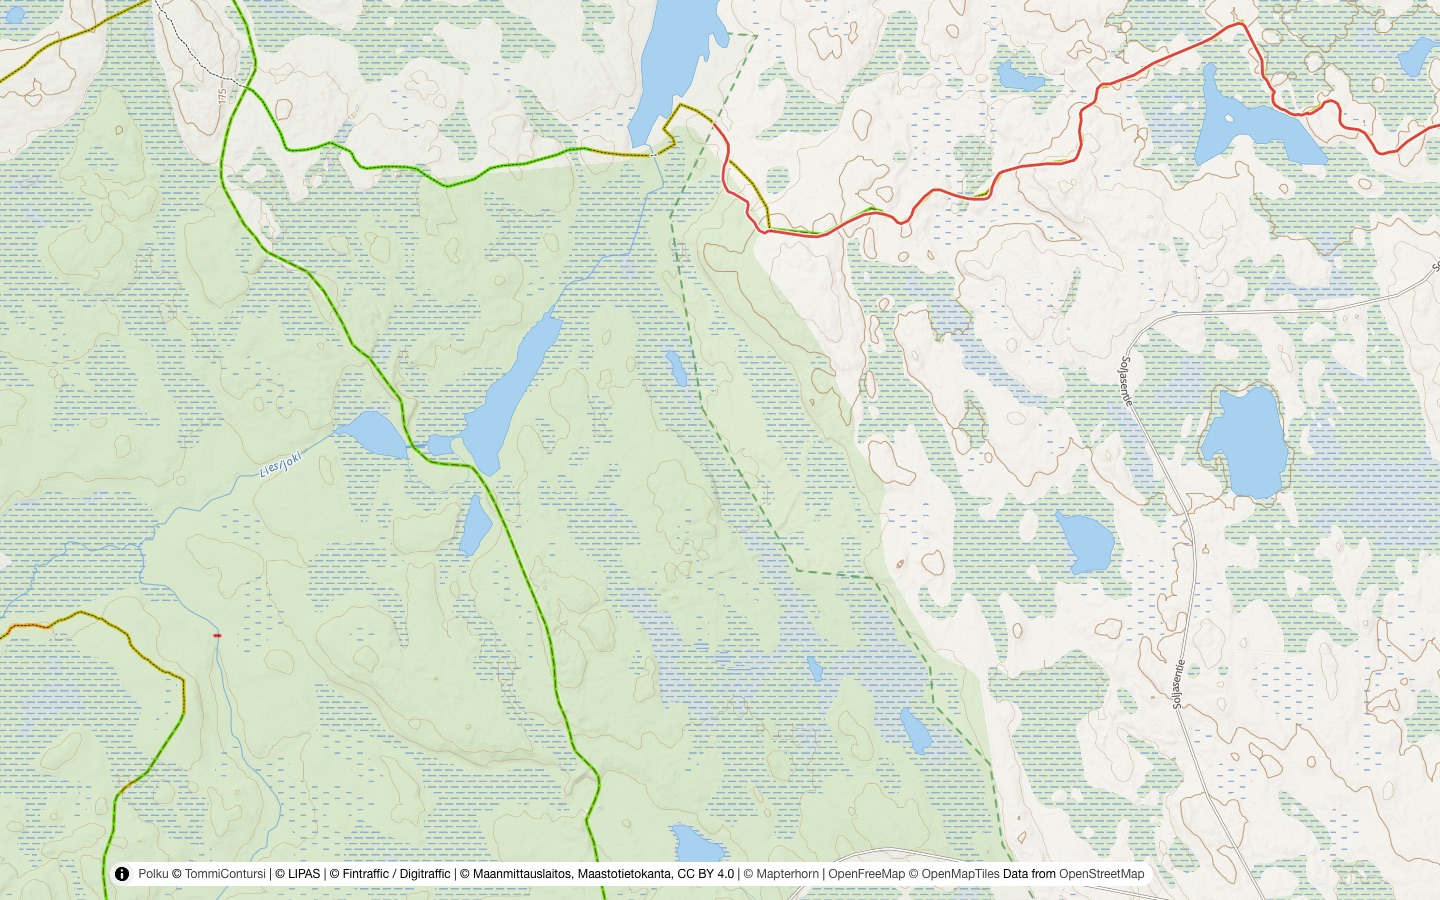 175
Soljasentie
Liesijoki
Soljasentie
Polku © TommiContursi | © LIPAS | © Fintraffic / Digitraffic | © Maanmittauslaitos, Maastotietokanta, CC BY 4.0 | © Mapterhorn | OpenFreeMap © OpenMapTiles Data from OpenStreetMap